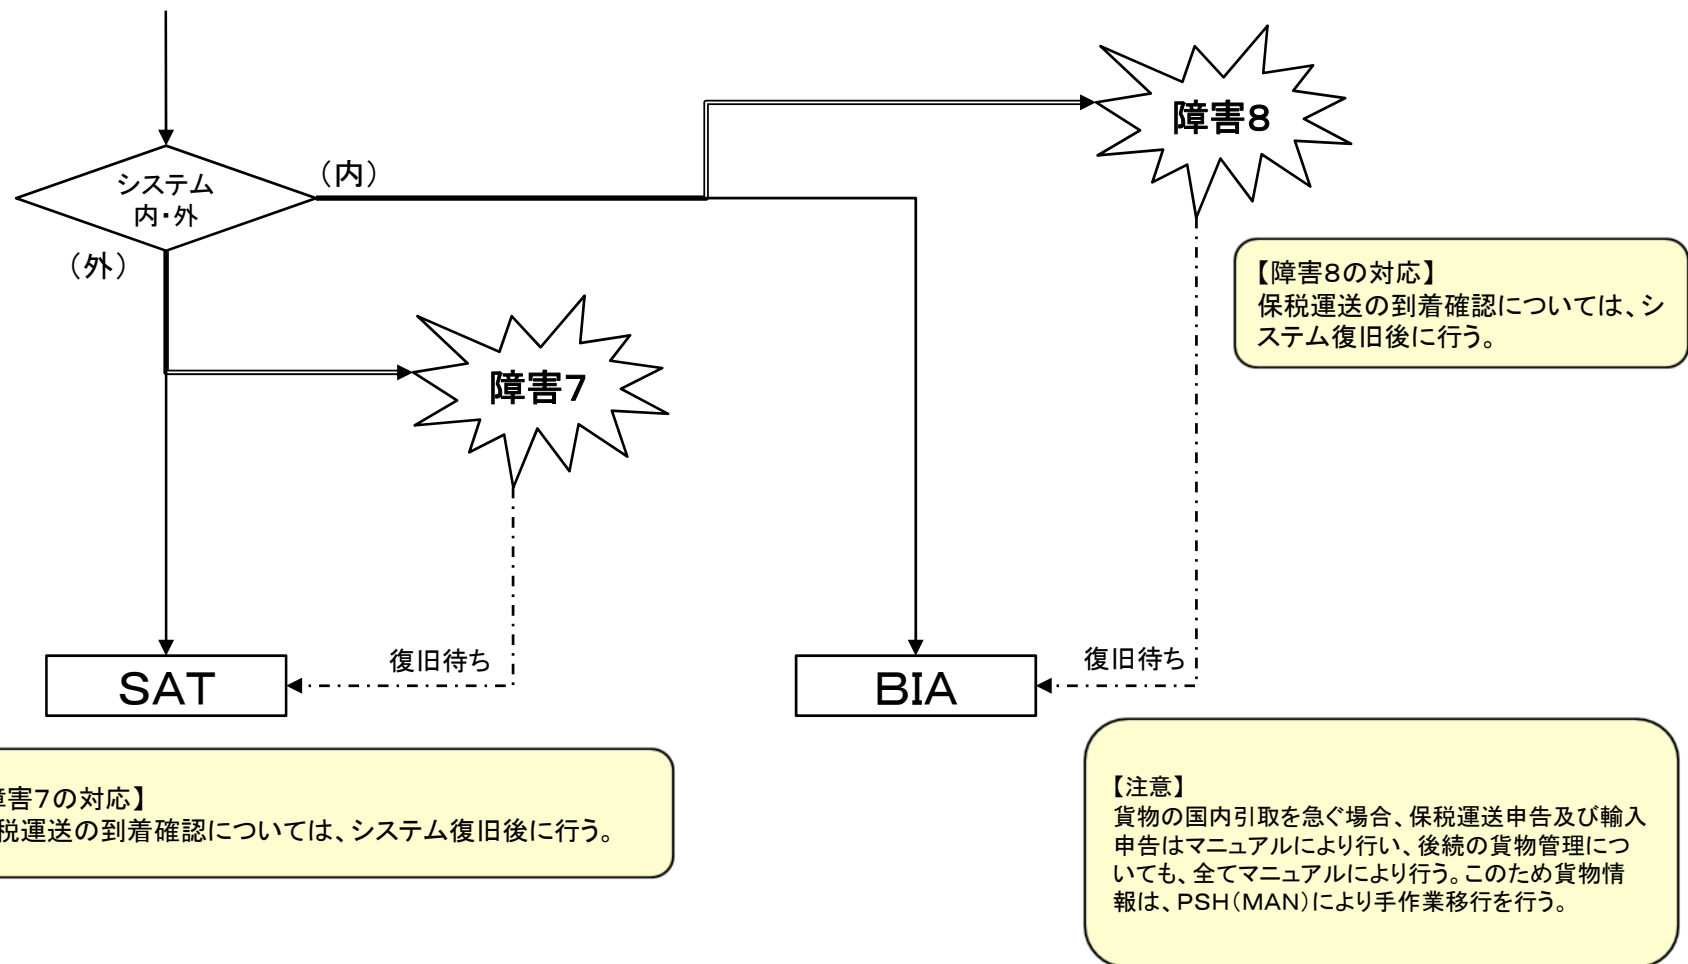 障害8
システム
内・外
（内）
（外）
【障害8の対応】
保税運送の到着確認については、シ
ステム復旧後に行う。
障害7
復旧待ち
復旧待ち
SAT
BIA
害7の対応】
税運送の到着確認については、システム復旧後に行う。
【注意】
貨物の国内引取を急ぐ場合、保税運送申告及び輸入
申告はマニュアルにより行い、後続の貨物管理につ
いても、全てマニュアルにより行う。このため貨物情
報は、PSH（MAN）により手作業移行を行う。